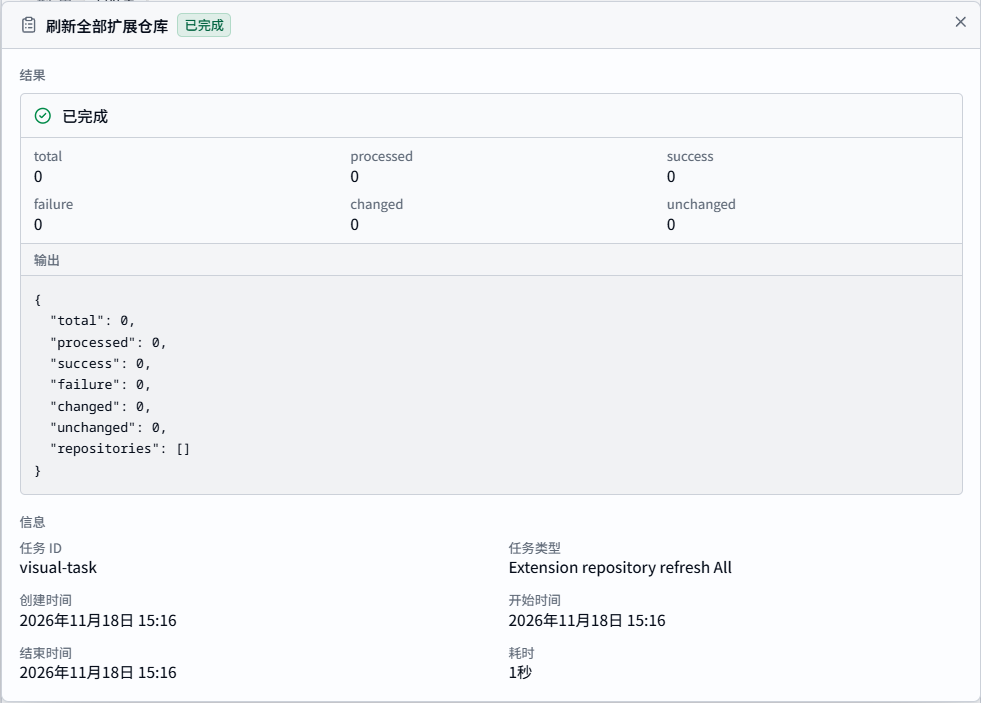 刷新全部扩展仓库 已完成
结果
已完成
total processed success
0 0 0
failure changed unchanged
0 0 0
输出
{
"total": 0,
"processed": 0,
"success": 0,
"failure": 0,
"changed": 0,
"unchanged": 0,
"repositories": []
}
信息
任务 ID 任务类型
visual-task Extension repository refresh All
创建时间 开始时间
2026年11月18日 15:16 2026年11月18日 15:16
结束时间 耗时
2026年11月18日 15:16 1秒